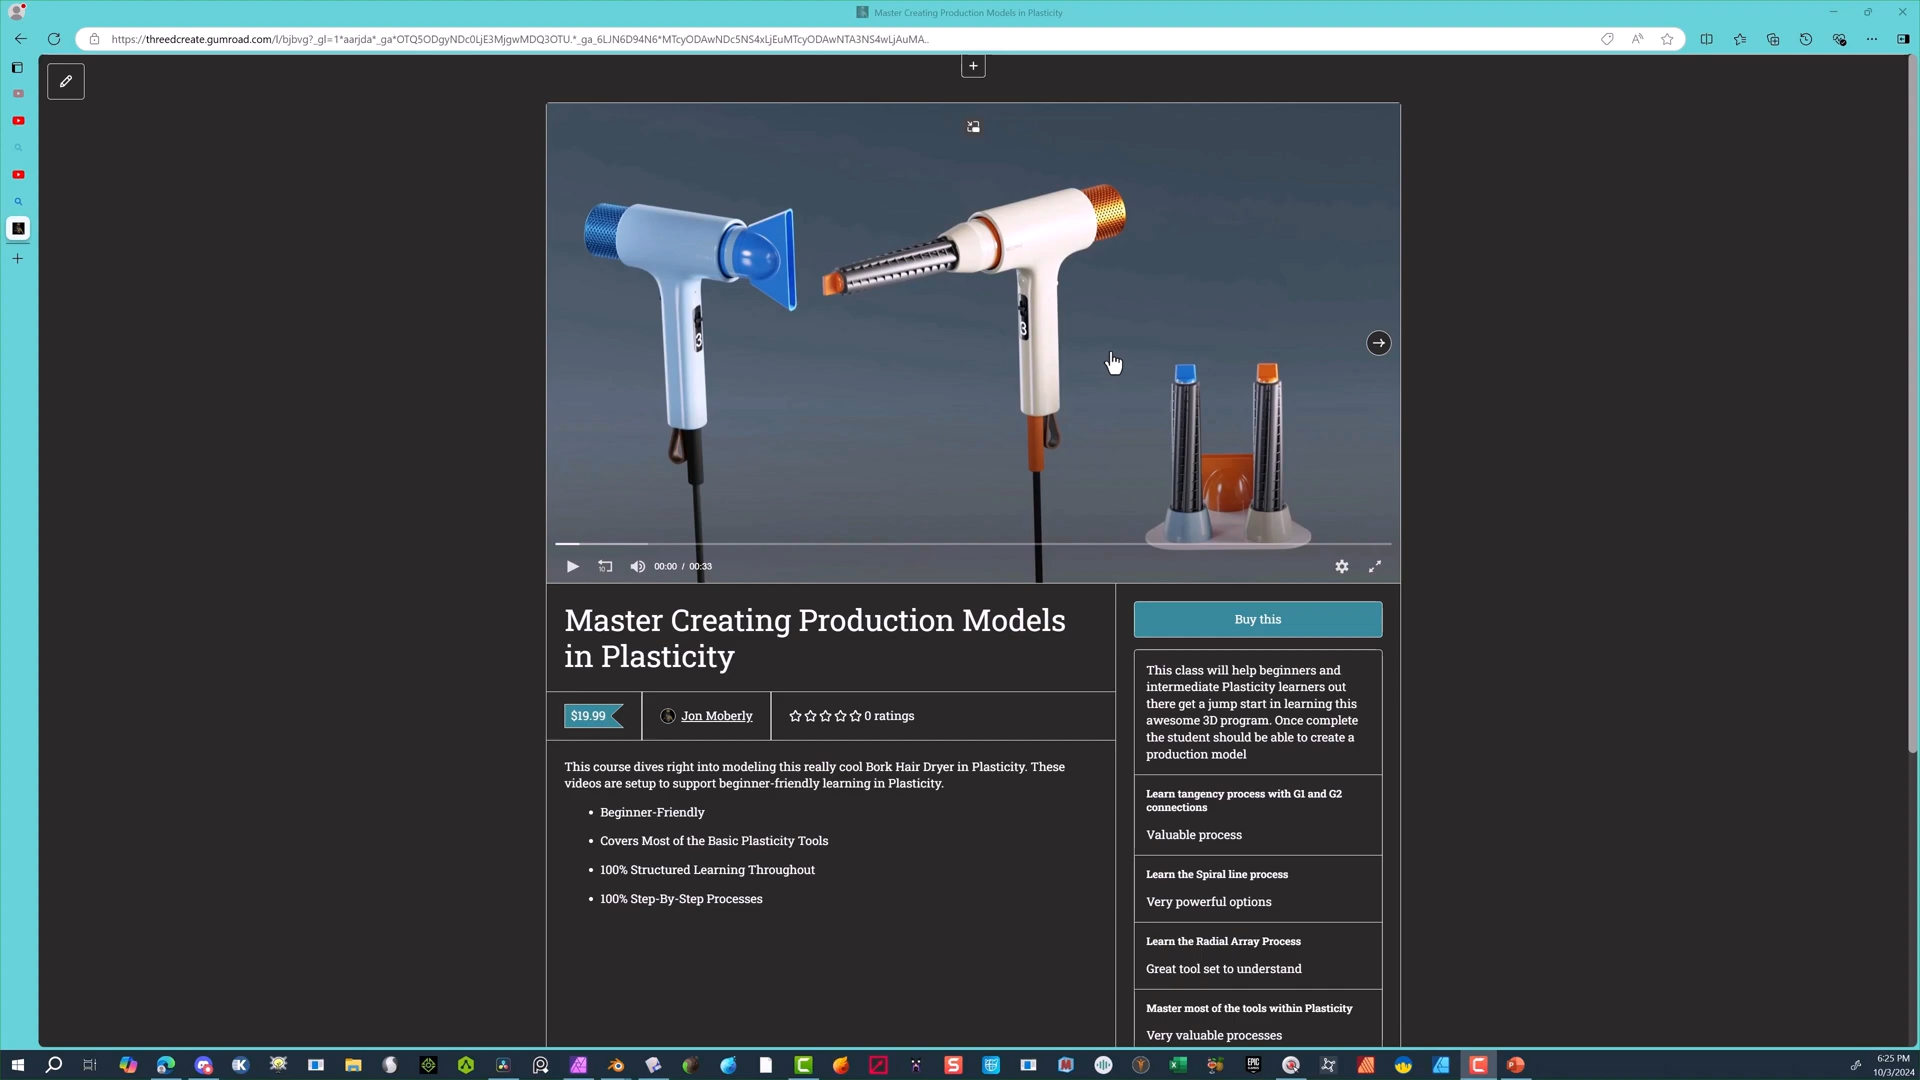 Master Creating Production Models in Plasticity
https://threedcreate.gumroad.com/l/bjbvg?_gl=1*aarjda*_ga*OTQ5ODgyNDc0LjE3MjgwMDQ3OTU.*_ga_6LJN6D94N6*MTcyODAwNDc5NS4xLjEuMTcyODAwNTA3NS4wLjAuMA..
3
3
10
00:00 / 00:33
Master Creating Production Models
in Plasticity
$19.99
Jon Moberly
0 ratings
This course dives right into modeling this really cool Bork Hair Dryer in Plasticity. These
videos are setup to support beginner-friendly learning in Plasticity.
• Beginner-Friendly
• Covers Most of the Basic Plasticity Tools
• 100% Structured Learning Throughout
• 100% Step-By-Step Processes
Buy this
This class will help beginners and
intermediate Plasticity learners out
there get a jump start in learning this
awesome 3D program. Once complete
the student should be able to create a
production model
Learn tangency process with G1 and G2
connections
Valuable process
Learn the Spiral line process
Very powerful options
Learn the Radial Array Process
Great tool set to understand
Master most of the tools within Plasticity
Very valuable processes
6:25 PM
10/3/2024